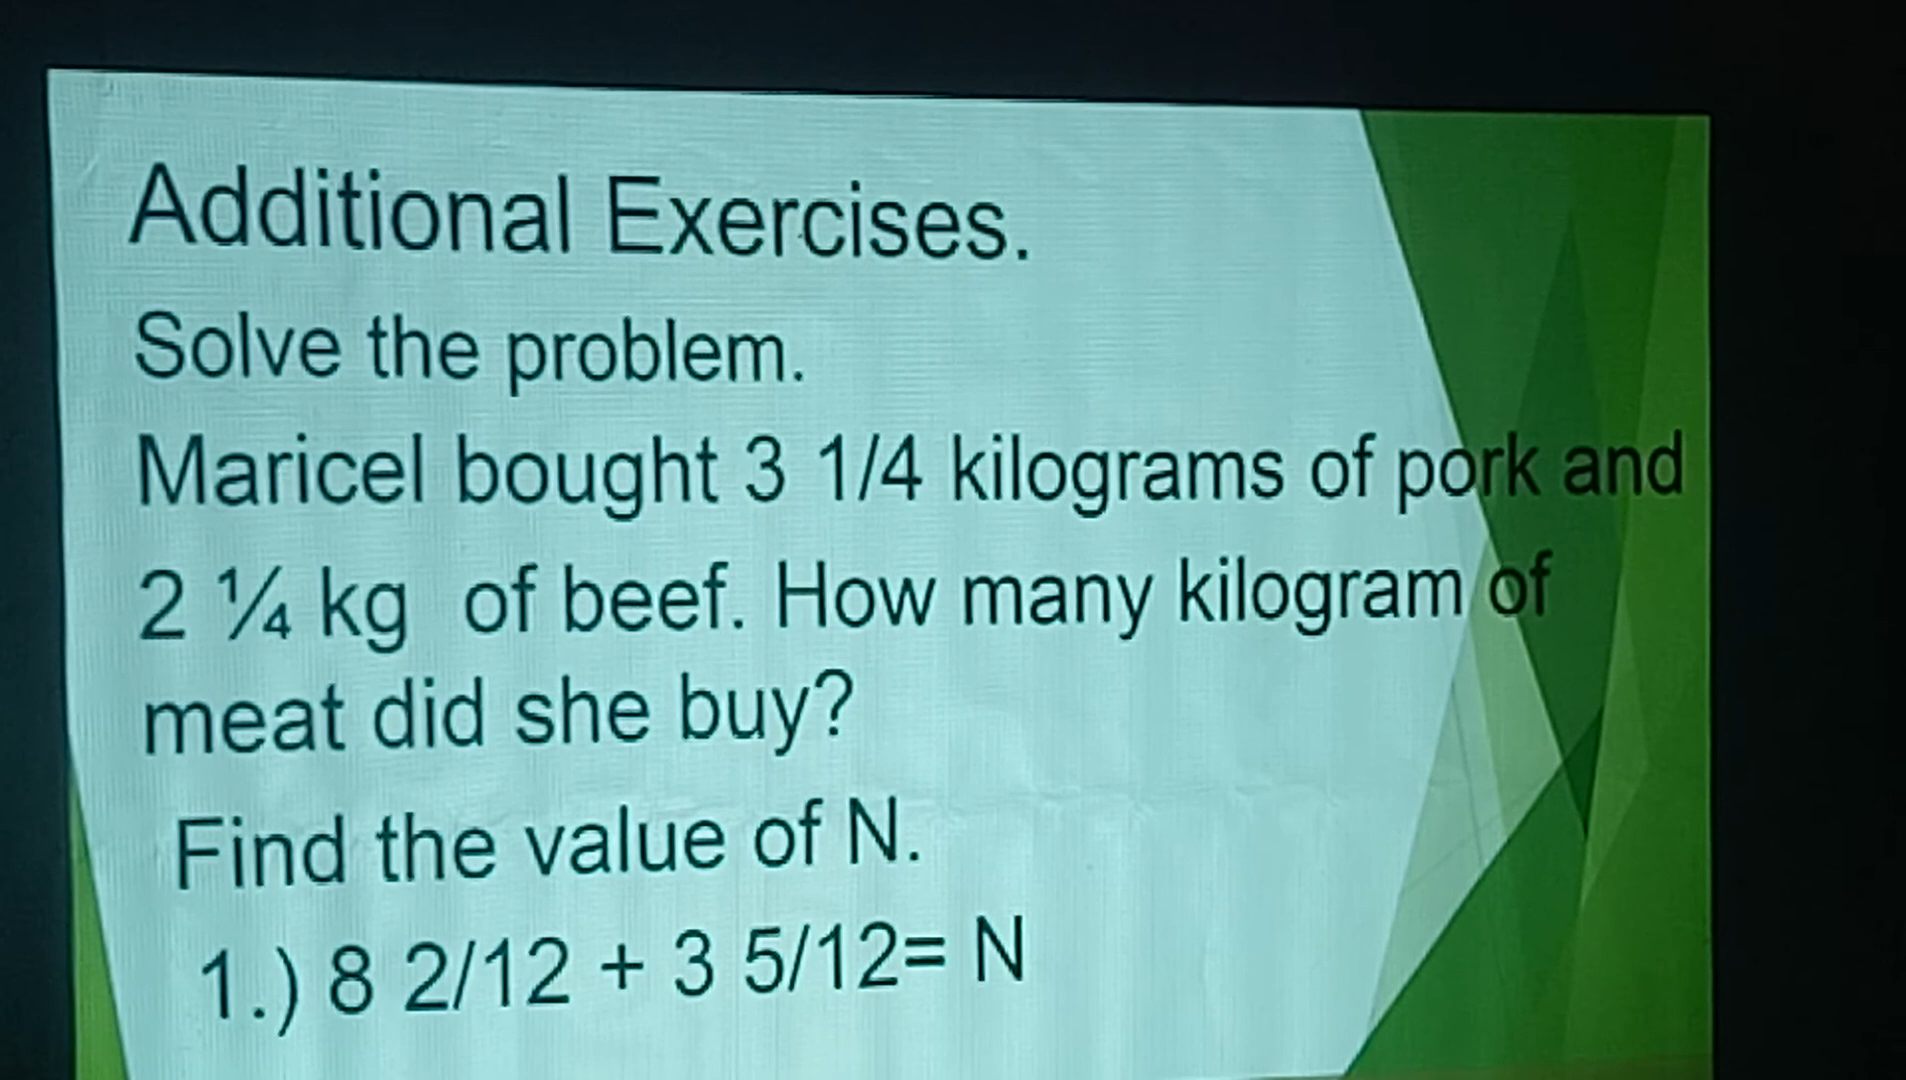 Additional Exercises.
Solve the problem.
Maricel bought 3 1/4 kilograms of pork and
2 ¼ kg of beef. How many kilogram of
meat did she buy?
Find the value of N.
1.) 8 2/12 + 3 5/12= N